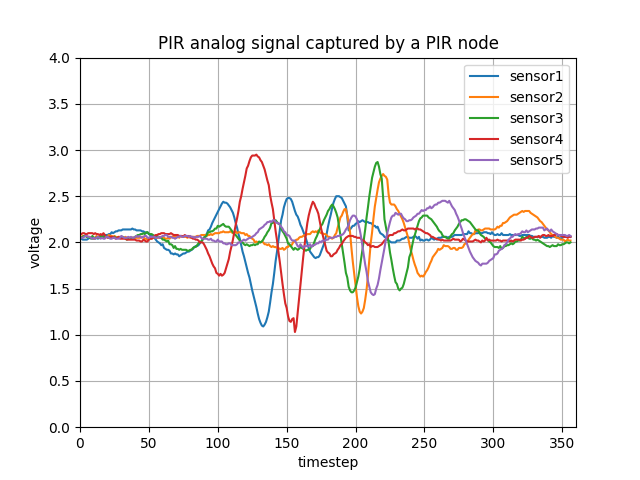 PIR analog signal captured by a PIR node
4.0
3.5
3.0
2.5
2.0
1.5
1.0
0.5
0.0
voltage
sensor1
sensor2
sensor3
sensor4
sensor5
0 50 100 150 200 250 300 350
timestep